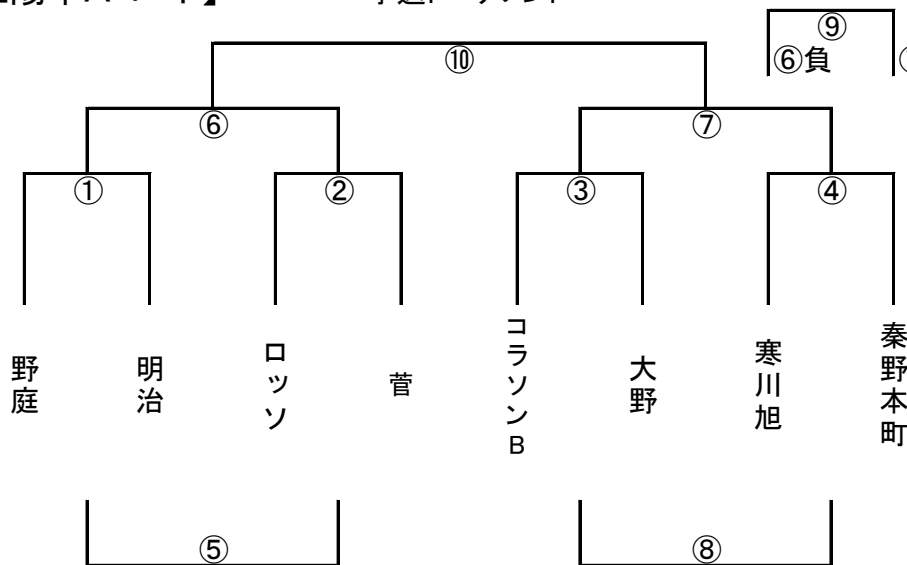 ⑨
⑩
⑥負
⑥
⑦
①
②
③
④
野庭
明治
ロッソ
菅
コラソンB
大野
寒川旭
秦野本町
⑤
⑧